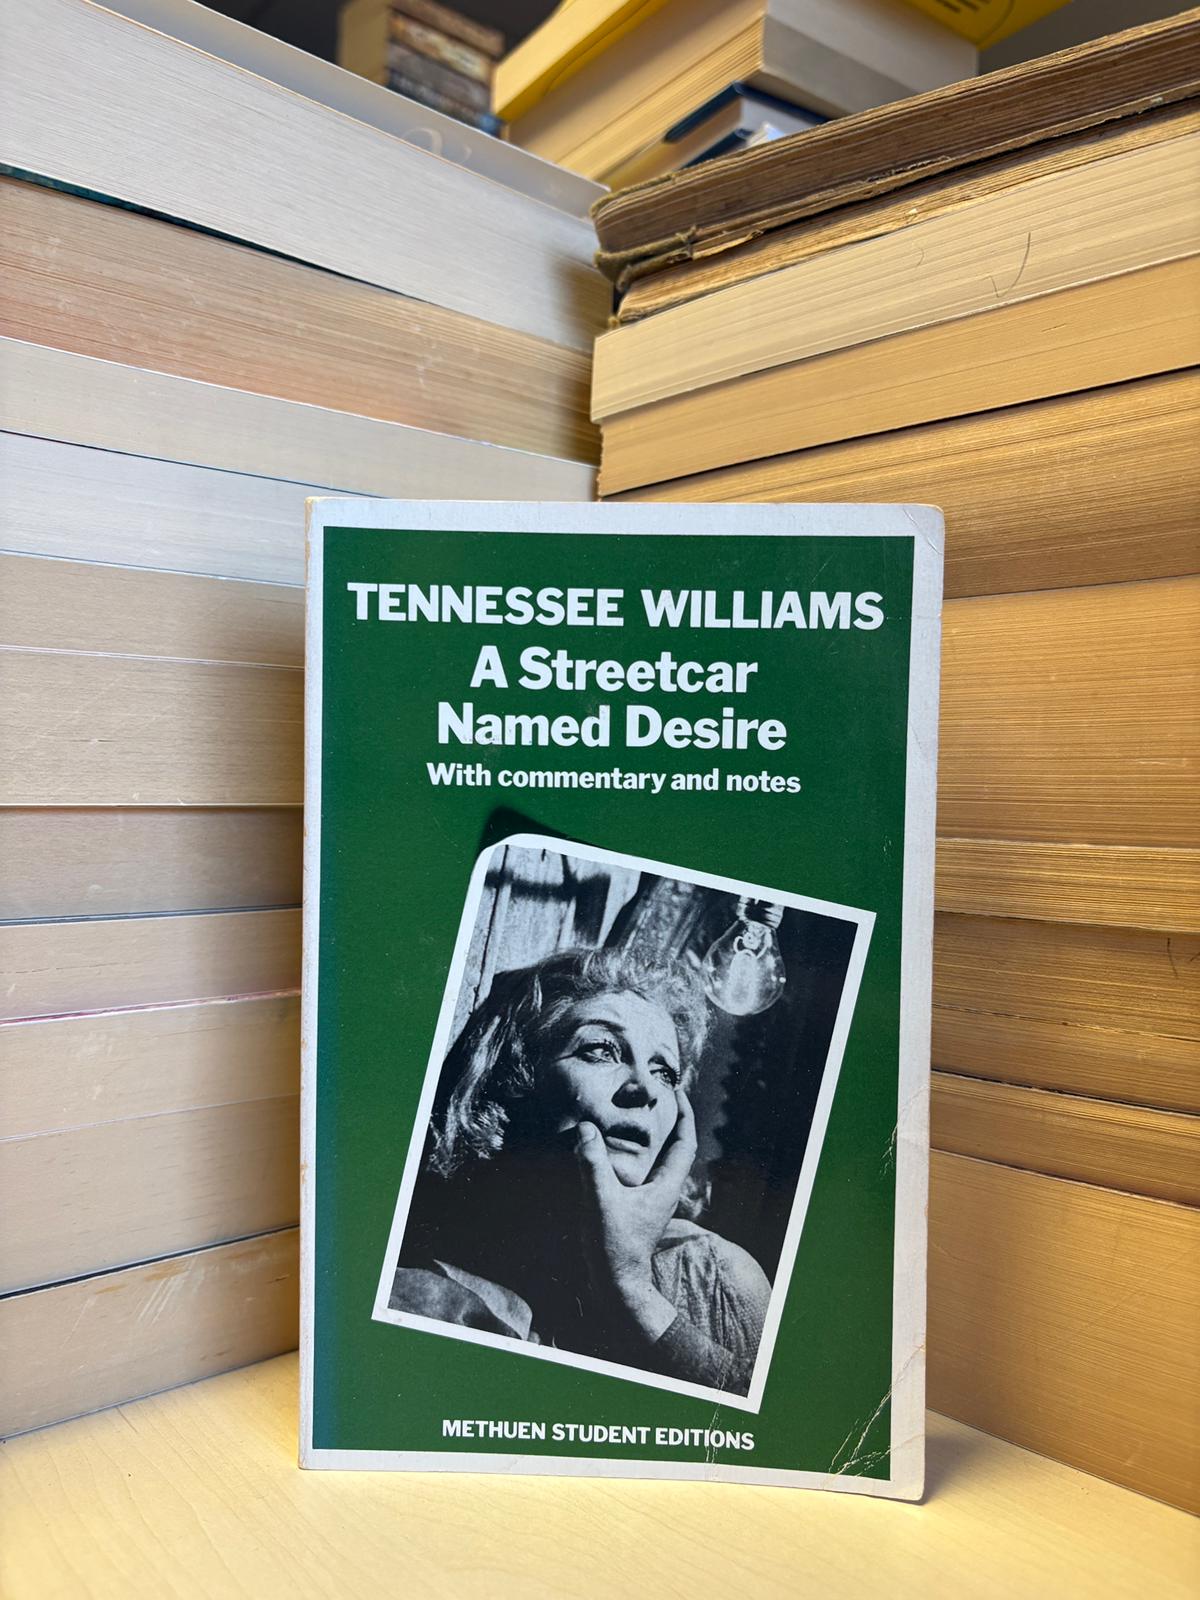 TENNESSEE WILLIAMS
A Streetcar
Named Desire
With commentary and notes
METHUEN STUDENT EDITIONS